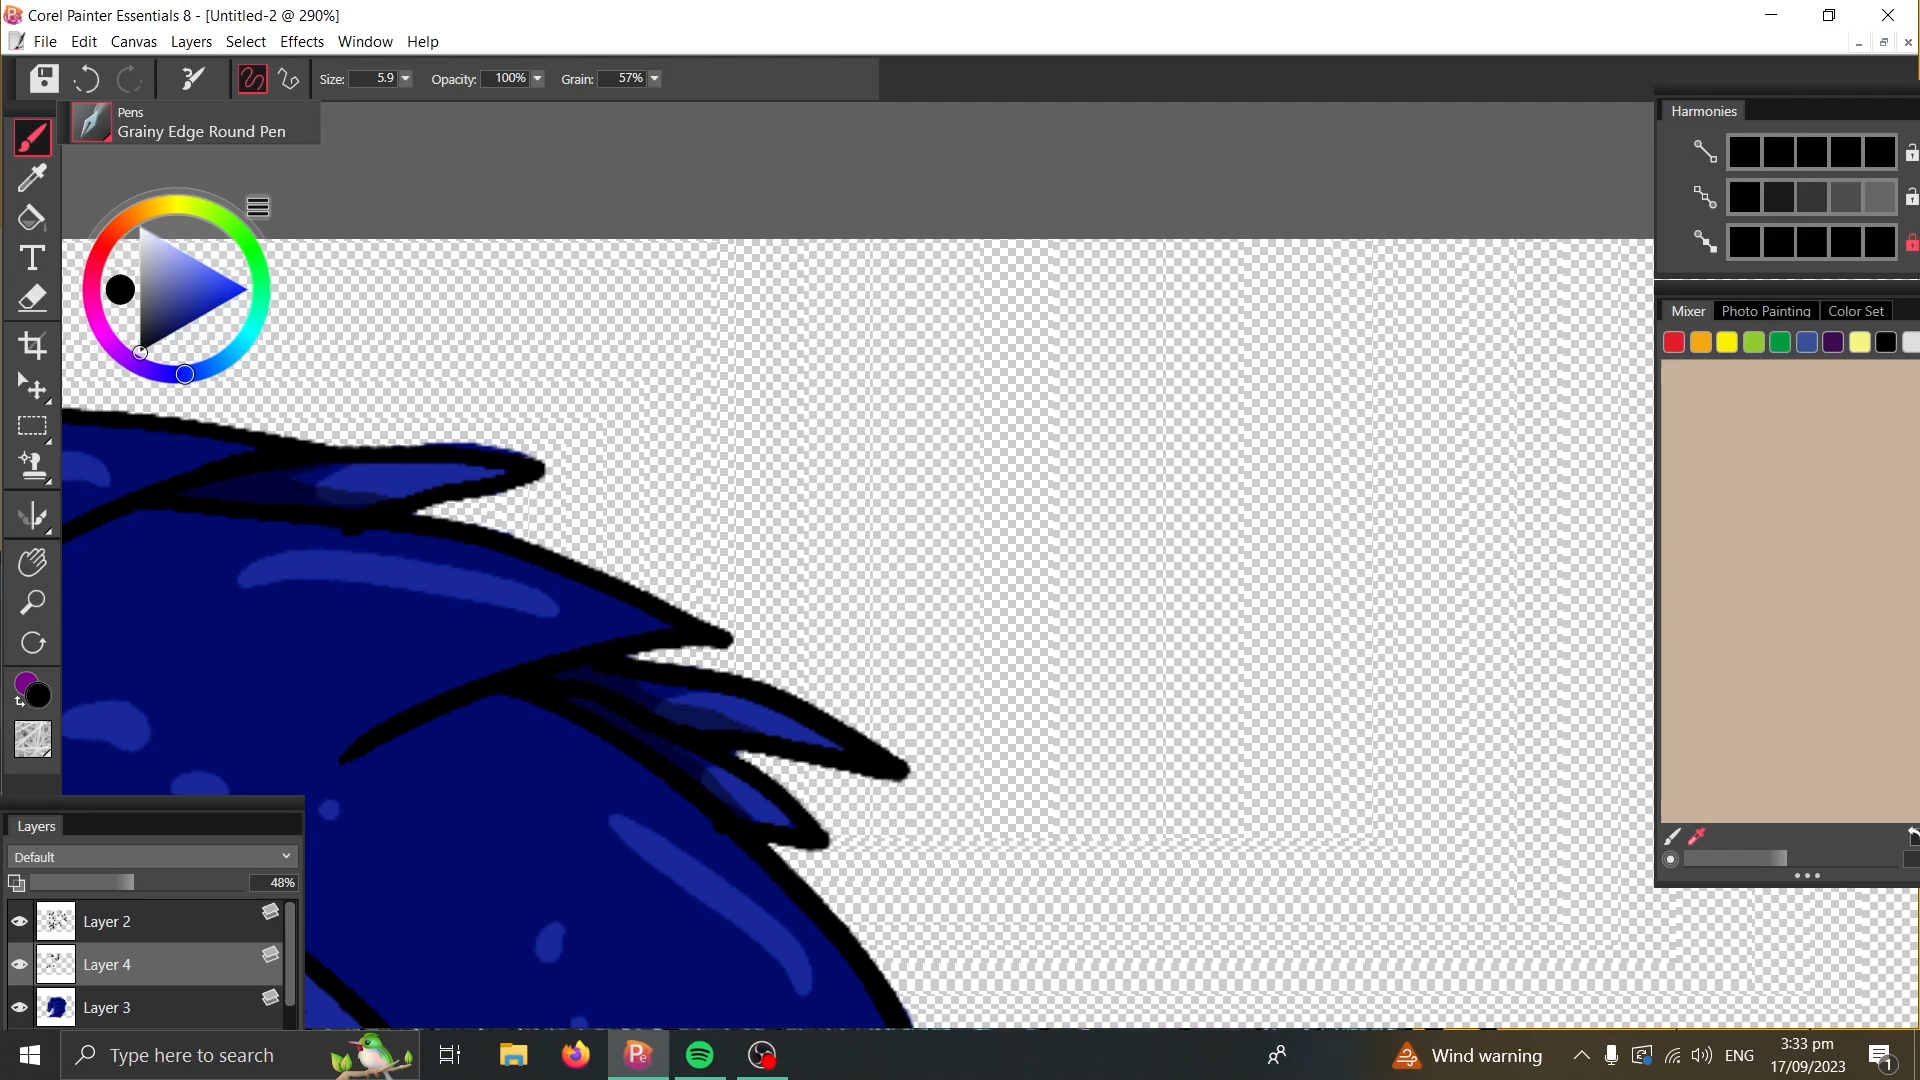 Corel Painter Essentials 8 - [Untitled-2 @ 290%]
File Edit Canvas Layers Select Effects Window Help
Size: 5.9 Opacity: 100% Grain: 57%
Pens
Grainy Edge Round Pen
Harmonies
Mixer Photo Painting Color Set
Layers
Default
48%
Layer 2
Layer 4
Layer 3
Type here to search
Wind warning
ENG
3:33 pm
17/09/2023
1